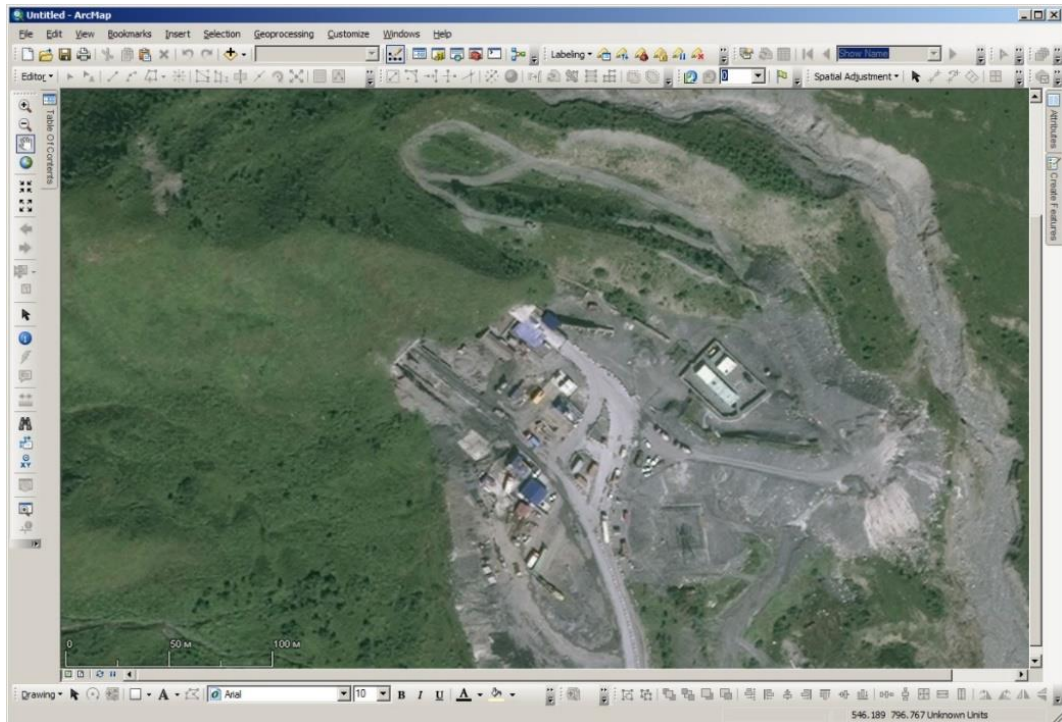 Untitled - ArcMap
File Edit View Bookmarks Insert Selection Geoprocessing Customize Windows Help
Labeling Show Name
Editor 0 Spatial Adjustment
Table Of Contents
Attributes
Create Features
0 50 м 100 м
Drawing A Arial 10 B I U A
546.189 796.767 Unknown Units